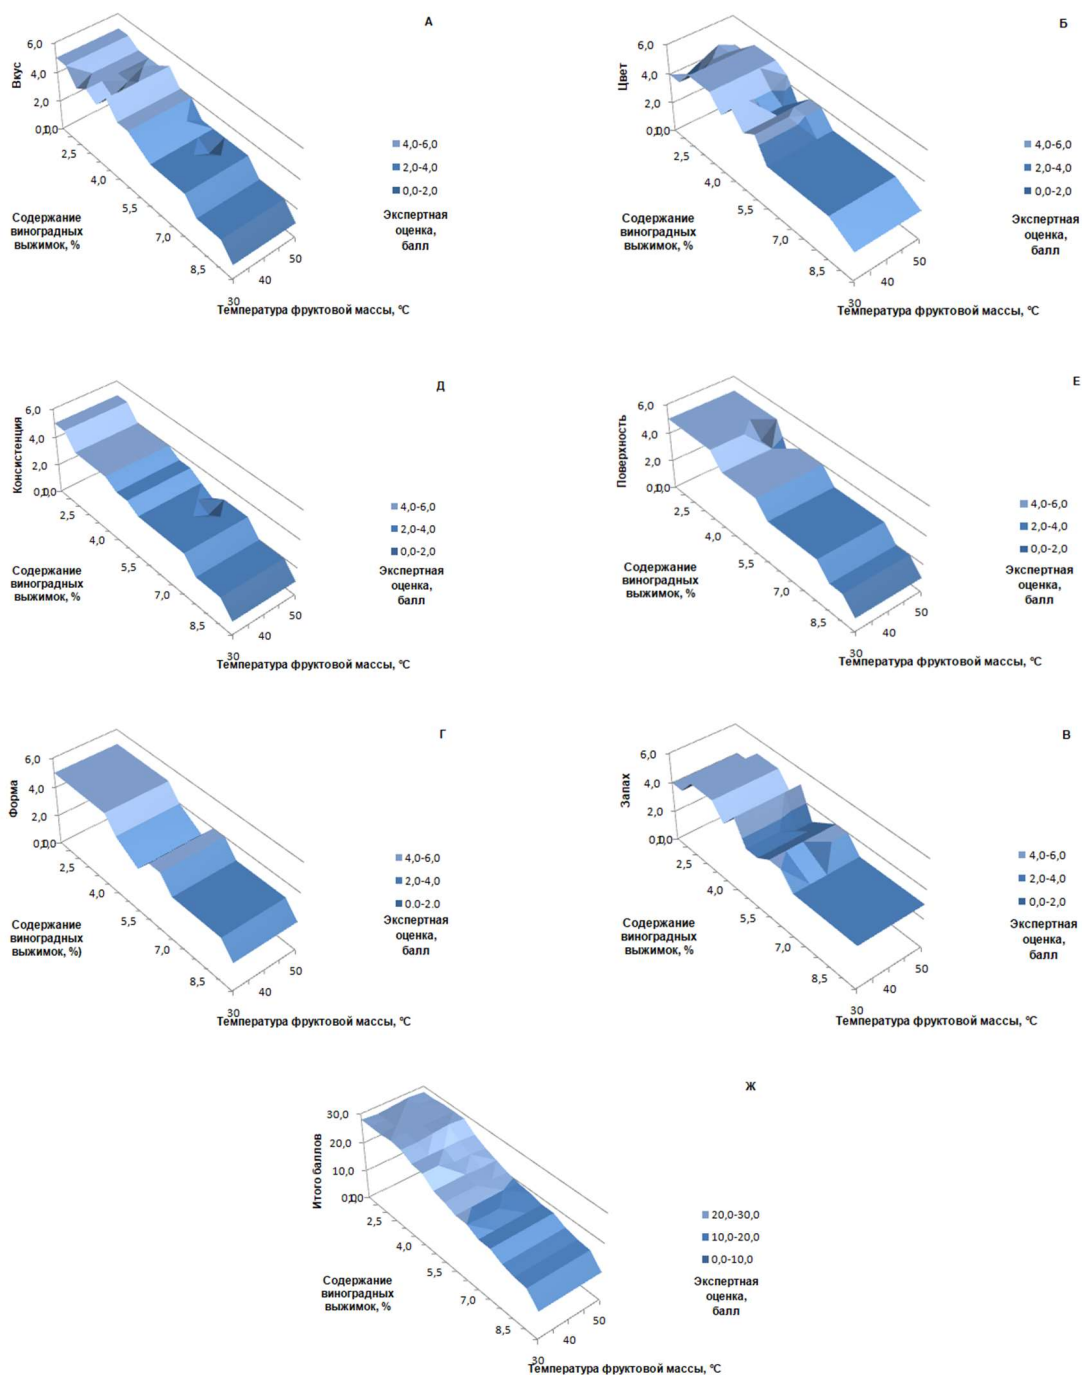 А
6,0
4,0
2,0
0,0
Вкус
1,0
2,5
4,0
5,5
7,0
8,5
30
40
50
4,0-6,0
2,0-4,0
0,0-2,0
Экспертная
оценка,
балл
Содержание
виноградных
выжимок, %
Температура фруктовой массы, °С
Б
6,0
4,0
2,0
0,0
Цвет
1,0
2,5
4,0
5,5
7,0
8,5
30
40
50
4,0-6,0
2,0-4,0
0,0-2,0
Экспертная
оценка,
балл
Содержание
виноградных
выжимок, %
Температура фруктовой массы, °С
Д
6,0
4,0
2,0
0,0
Консистенция
1,0
2,5
4,0
5,5
7,0
8,5
30
40
50
4,0-6,0
2,0-4,0
0,0-2,0
Экспертная
оценка,
балл
Содержание
виноградных
выжимок, %
Температура фруктовой массы, °С
Е
6,0
4,0
2,0
0,0
Поверхность
1,0
2,5
4,0
5,5
7,0
8,5
30
40
50
4,0-6,0
2,0-4,0
0,0-2,0
Экспертная
оценка,
балл
Содержание
виноградных
выжимок, %
Температура фруктовой массы, °С
Г
6,0
4,0
2,0
0,0
Форма
1,0
2,5
4,0
5,5
7,0
8,5
30
40
50
4,0-6,0
2,0-4,0
0.0-2.0
Экспертная
оценка,
балл
Содержание
виноградных
выжимок, %)
Температура фруктовой массы, °С
В
6,0
4,0
2,0
0,0
Запах
1,0
2,5
4,0
5,5
7,0
8,5
30
40
50
4,0-6,0
2,0-4,0
0,0-2,0
Экспертная
оценка,
балл
Содержание
виноградных
выжимок, %
Температура фруктовой массы, °С
Ж
30,0
20,0
10,0
0,0
Итого баллов
1,0
2,5
4,0
5,5
7,0
8,5
30
40
50
20,0-30,0
10,0-20,0
0,0-10,0
Экспертная
оценка,
балл
Содержание
виноградных
выжимок, %
Температура фруктовой массы, °С